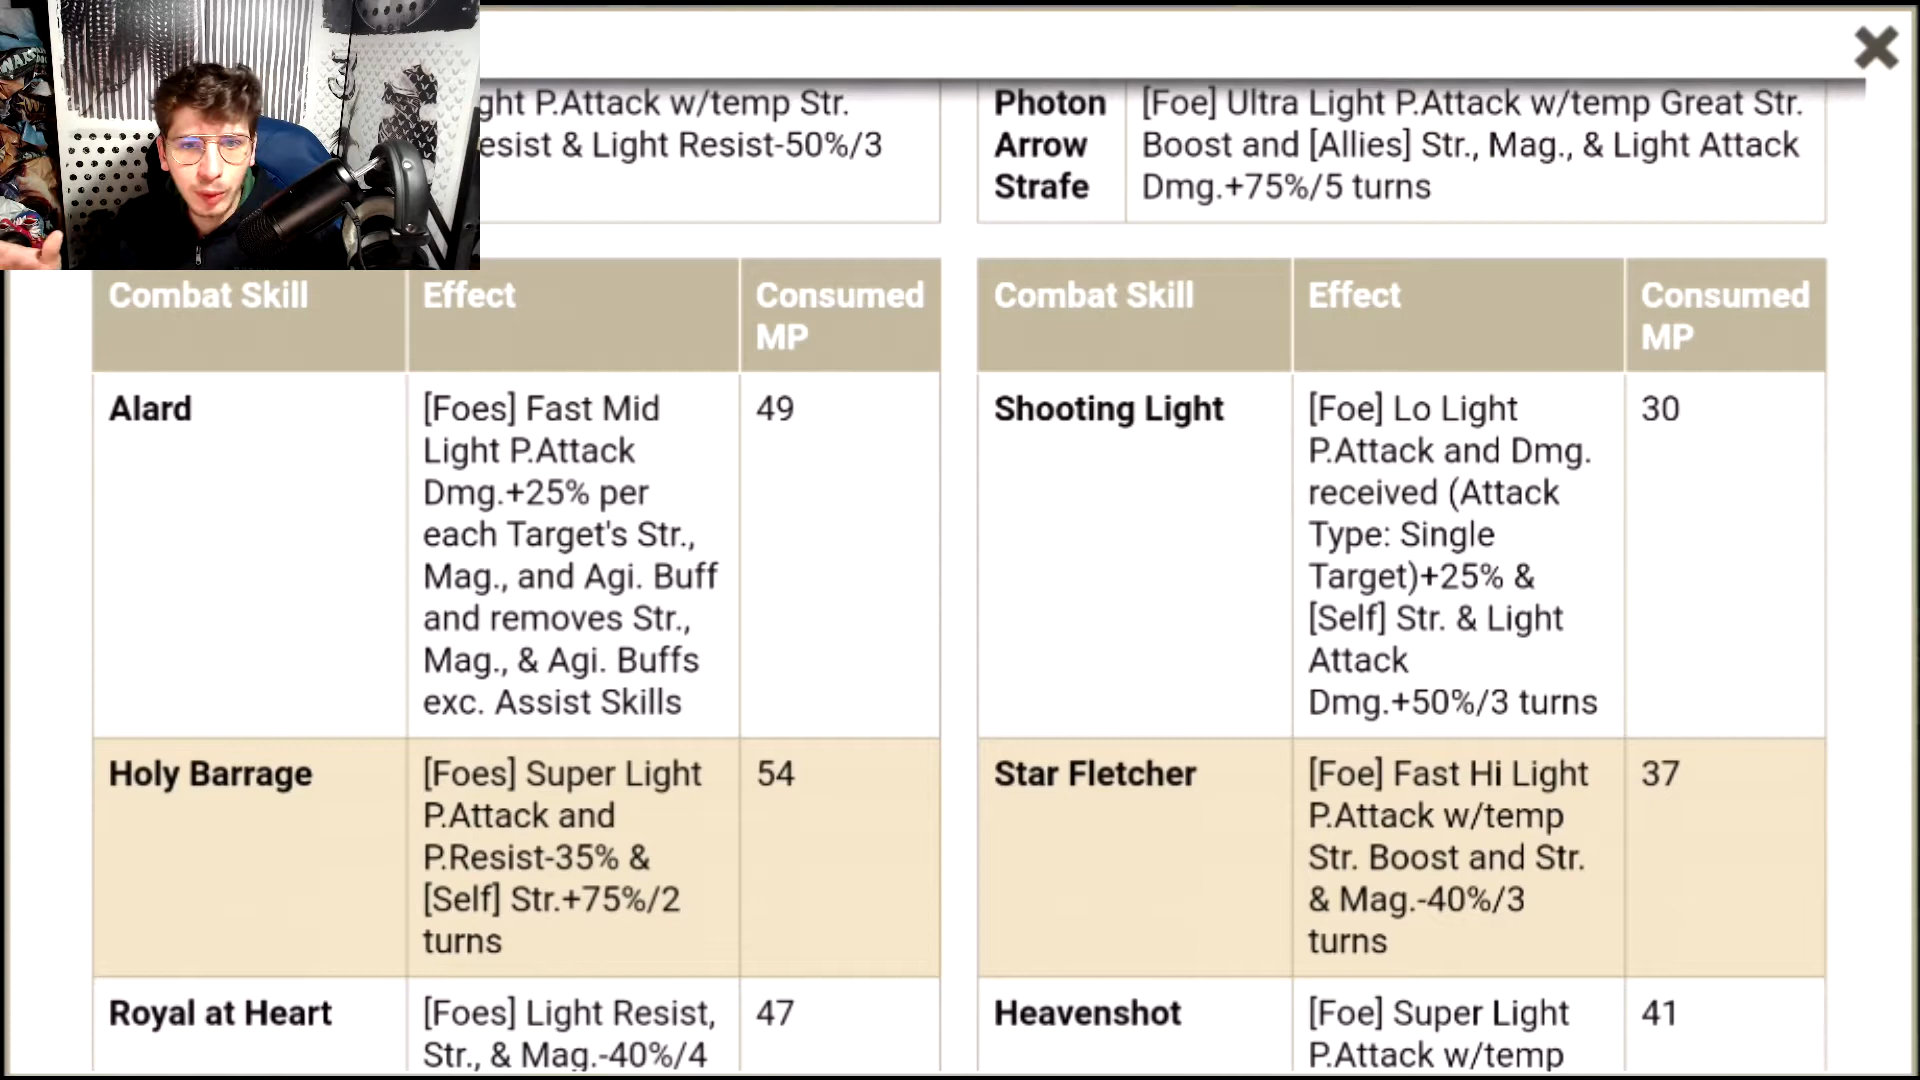 P.Attack w/temp Str.
& Light Resist-50%/3
Photon
Arrow
Strafe
[Foe] Ultra Light P.Attack w/temp Great Str.
Boost and [Allies] Str., Mag., & Light Attack
Dmg.+75%/5 turns
Combat Skill
Effect
Consumed
MP
Alard
[Foes] Fast Mid
Light P.Attack
Dmg.+25% per
each Target's Str.,
Mag., and Agi. Buff
and removes Str.,
Mag., & Agi. Buffs
exc. Assist Skills
49
Holy Barrage
[Foes] Super Light
P.Attack and
P.Resist-35% &
[Self] Str.+75%/2
turns
54
Royal at Heart
[Foes] Light Resist,
Str., & Mag.-40%/4
47
Combat Skill
Effect
Consumed
MP
Shooting Light
[Foe] Lo Light
P.Attack and Dmg.
received (Attack
Type: Single
Target)+25% &
[Self] Str. & Light
Attack
Dmg.+50%/3 turns
30
Star Fletcher
[Foe] Fast Hi Light
P.Attack w/temp
Str. Boost and Str.
& Mag.-40%/3
turns
37
Heavenshot
[Foe] Super Light
P.Attack w/temp
41